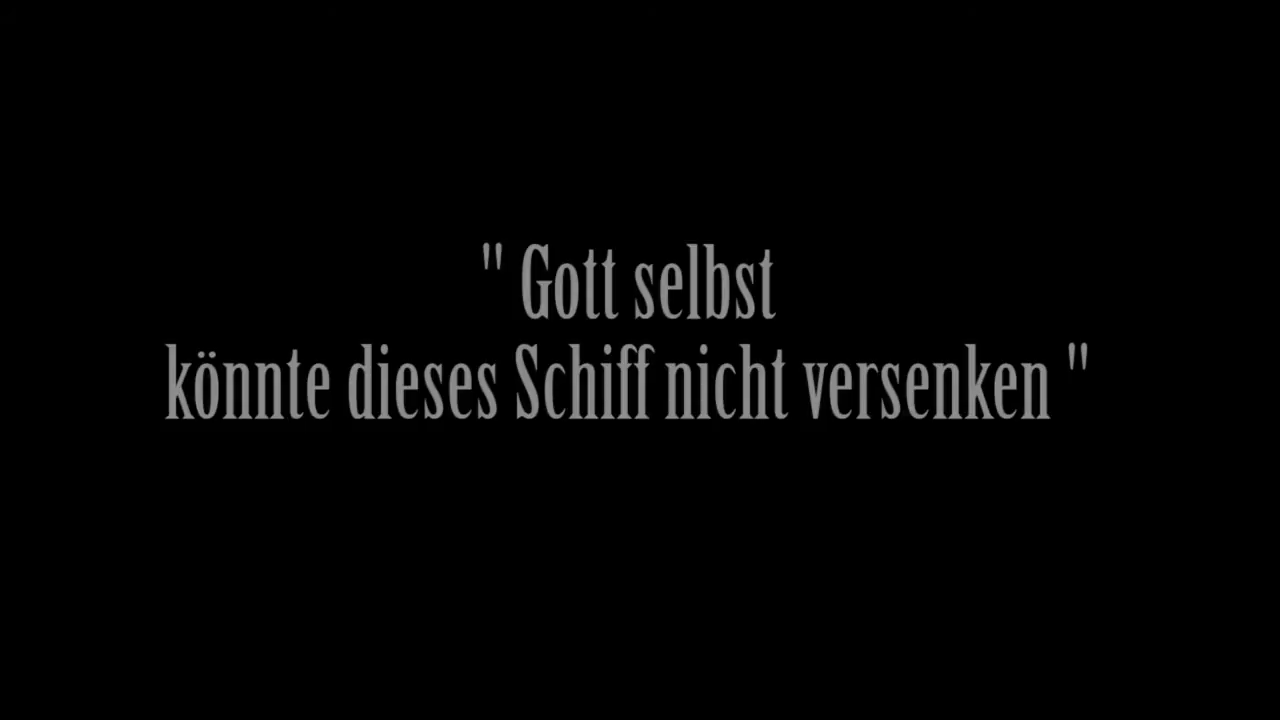 " Gott selbst
könnte dieses Schiff nicht versenken "